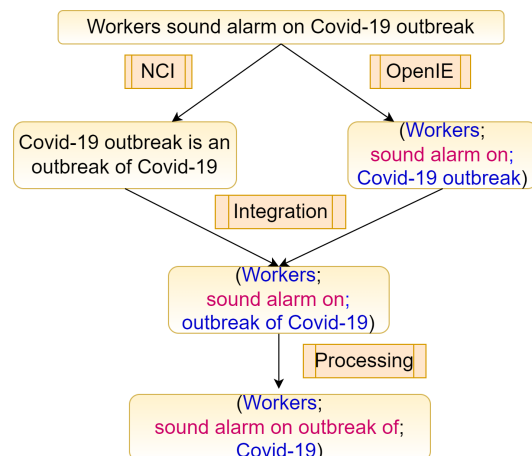 Workers sound alarm on Covid-19 outbreak
NCI
OpenIE
Covid-19 outbreak is an
outbreak of Covid-19
(Workers;
sound alarm on;
Covid-19 outbreak)
Integration
(Workers;
sound alarm on;
outbreak of Covid-19)
Processing
(Workers;
sound alarm on outbreak of;
Covid-19)